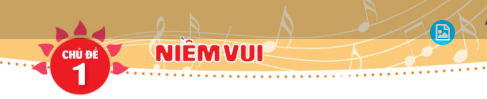 CHỦ ĐỀ
1
NIỀM VUI